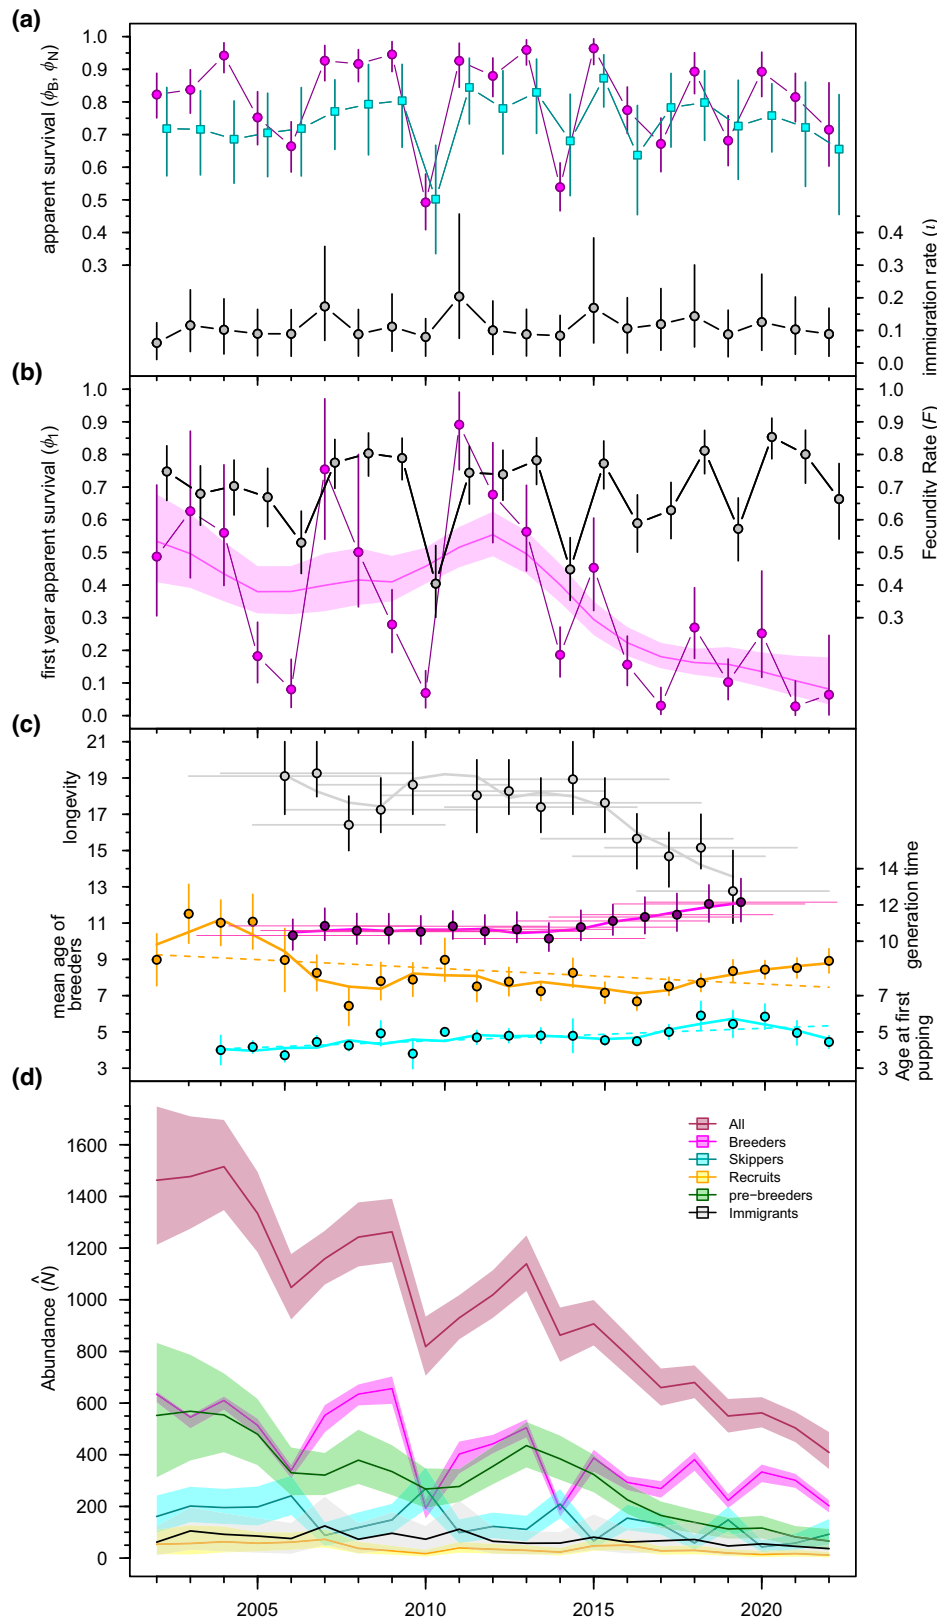 (a)
apparent survival (ϕB, ϕN)
1.0
0.9
0.8
0.7
0.6
0.5
0.4
0.3
0.4
0.3
0.2
0.1
0.0
immigration rate (ι)
(b)
first year apparent survival (ϕ1)
1.0
0.9
0.8
0.7
0.6
0.5
0.4
0.3
0.2
0.1
0.0
1.0
0.9
0.8
0.7
0.6
0.5
0.4
0.3
Fecundity Rate (F)
(c)
longevity
mean age of
breeders
21
19
17
15
13
11
9
7
5
3
14
12
10
generation time
7
5
3
Age at first
pupping
(d)
Abundance (N̂)
1600
1400
1200
1000
800
600
400
200
0
All
Breeders
Skippers
Recruits
pre−breeders
Immigrants
2005
2010
2015
2020